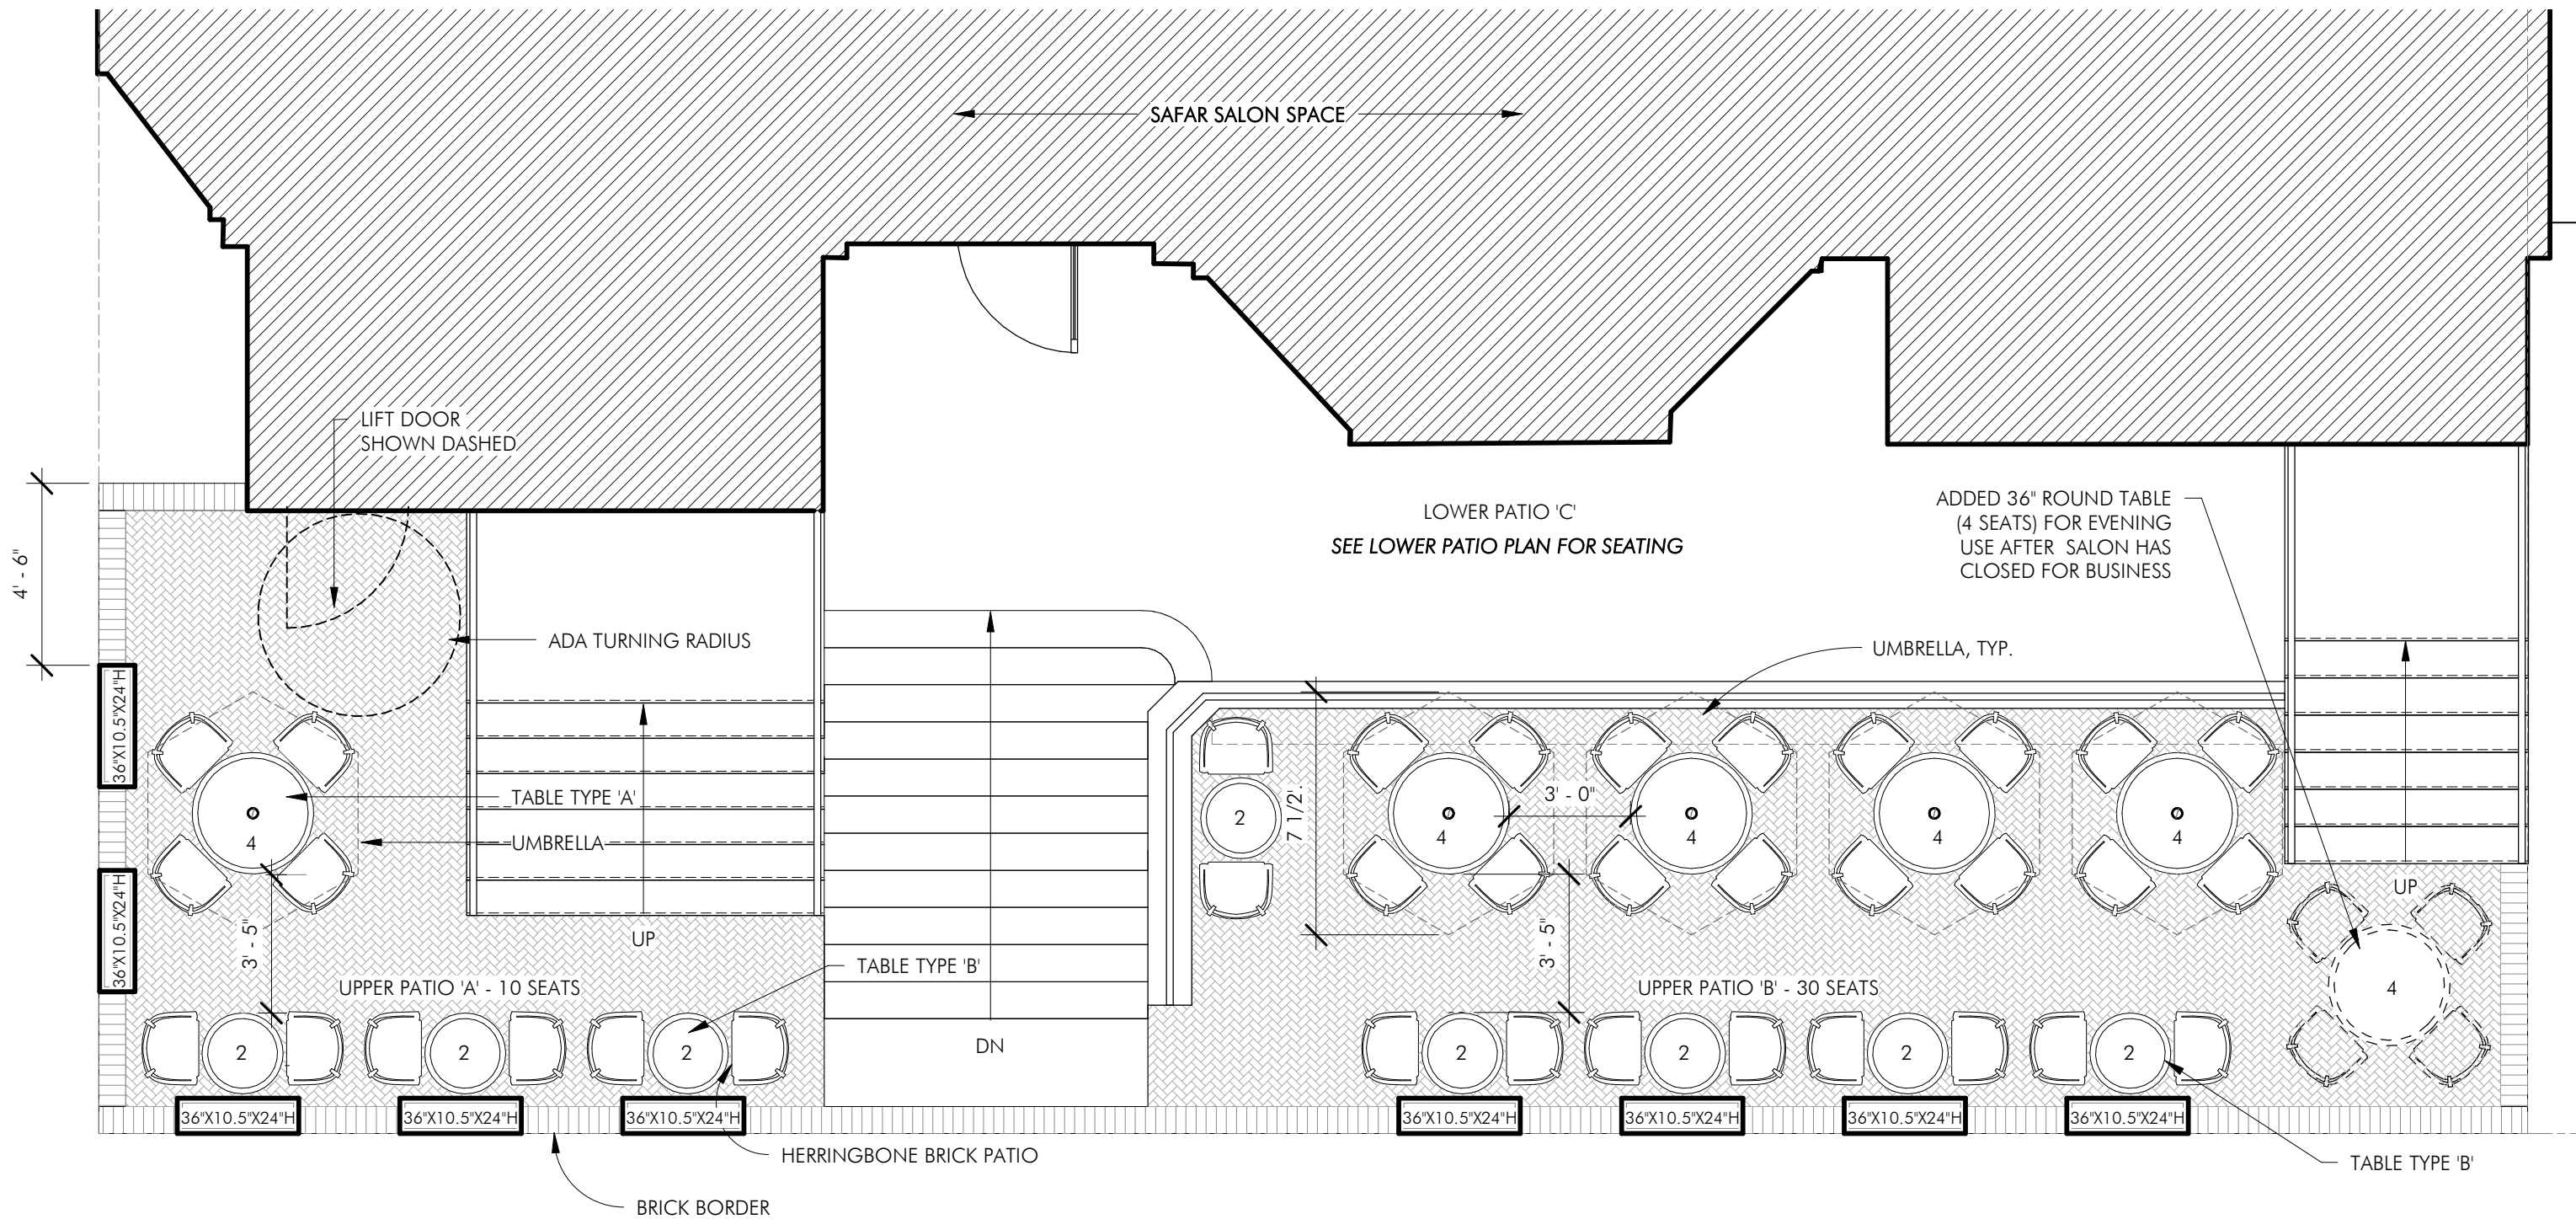 SAFAR SALON SPACE
LIFT DOOR
SHOWN DASHED
4' - 6"
ADA TURNING RADIUS
LOWER PATIO 'C'
SEE LOWER PATIO PLAN FOR SEATING
ADDED 36" ROUND TABLE
(4 SEATS) FOR EVENING
USE AFTER SALON HAS
CLOSED FOR BUSINESS
UMBRELLA, TYP.
36"X10.5"X24"H
36"X10.5"X24"H
TABLE TYPE 'A'
UMBRELLA
4
3' - 5"
UP
UPPER PATIO 'A' - 10 SEATS
TABLE TYPE 'B'
2
2
2
DN
2
7 1/2"
3' - 0"
4
4
4
4
3' - 5"
UP
4
UPPER PATIO 'B' - 30 SEATS
2
2
2
2
36"X10.5"X24"H
36"X10.5"X24"H
36"X10.5"X24"H
36"X10.5"X24"H
36"X10.5"X24"H
36"X10.5"X24"H
36"X10.5"X24"H
HERRINGBONE BRICK PATIO
TABLE TYPE 'B'
BRICK BORDER